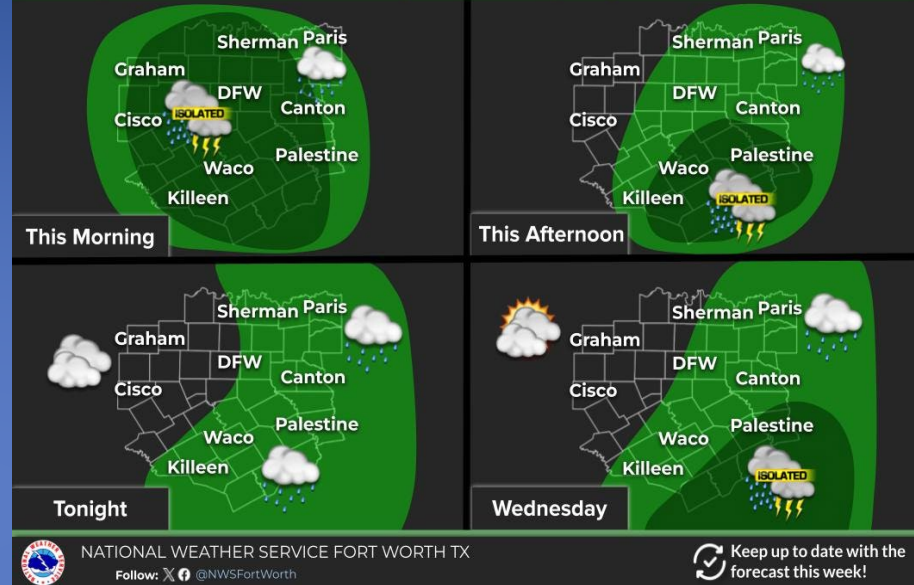 Sherman Paris
Graham
DFW
ISOLATED
Canton
Cisco
Palestine
Waco
Killeen
This Morning
Sherman Paris
Graham
DFW
Canton
Cisco
Palestine
Waco
Killeen
ISOLATED
This Afternoon
Sherman Paris
Graham
DFW
Canton
Cisco
Palestine
Waco
Killeen
Tonight
Sherman Paris
Graham
DFW
Canton
Cisco
Palestine
Waco
Killeen
ISOLATED
Wednesday
NATIONAL WEATHER SERVICE FORT WORTH TX
Follow: X f @NWSFortWorth
Keep up to date with the
forecast this week!